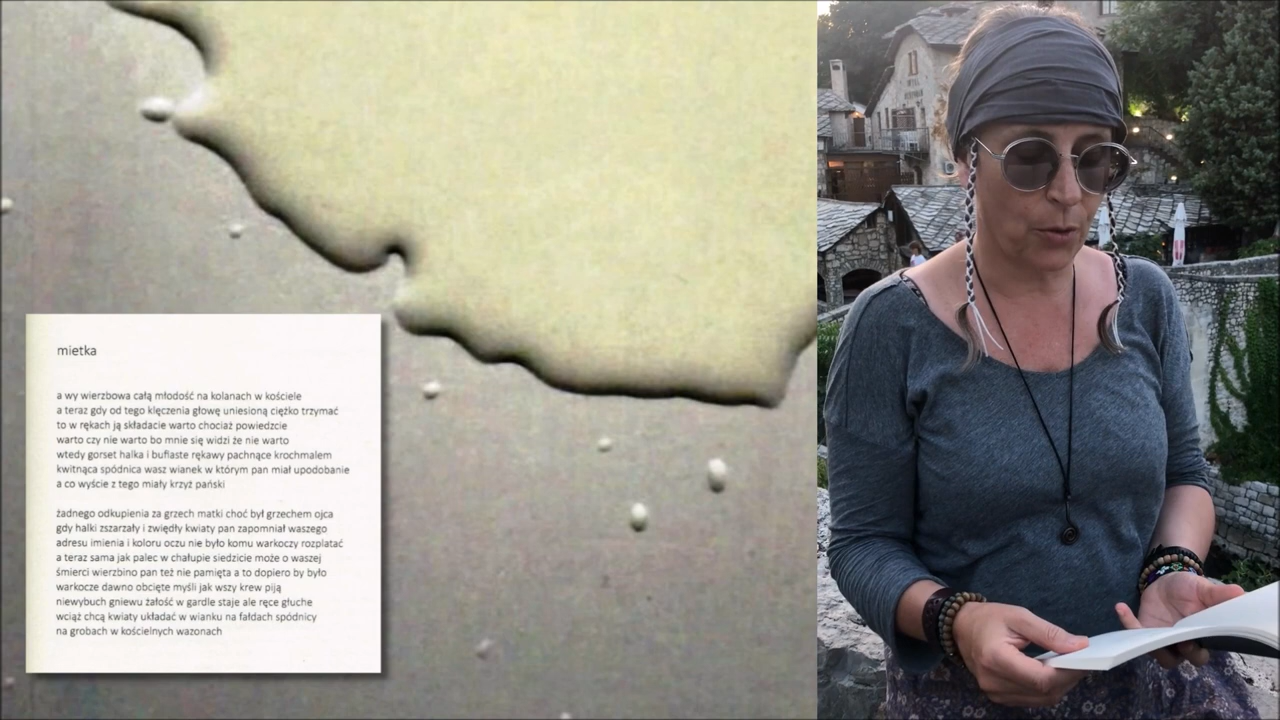 mietka
a wy wierzbowa całą młodość na kolanach w kościele
a teraz gdy od tego klęczenia głowę uniesioną ciężko trzymać
to w rękach ją składacie warto chociaż powiedzcie
warto czy nie warto bo mnie się widzi że nie warto
wtedy gorset halka i bufiaste rękawy pachnące krochmalem
kwitnąca spódnica wasz wianek w którym pan miał upodobanie
a co wyście z tego miały krzyż pański
żadnego odkupienia za grzech matki choć był grzechem ojca
gdy halki zszarzały i zwiędły kwiaty pan zapomniał waszego
adresu imienia i koloru oczu nie było komu warkoczy rozplatać
a teraz sama jak palec w chałupie siedzicie może o waszej
śmierci wierzbino pan też nie pamięta a to dopiero by było
warkocze dawno obcięte myśli jak wszy krew piją
niewybuch gniewu żałość w gardle staje ale ręce głuche
wciąż chcą kwiaty układać w wianku na fałdach spódnicy
na grobach w kościelnych wazonach